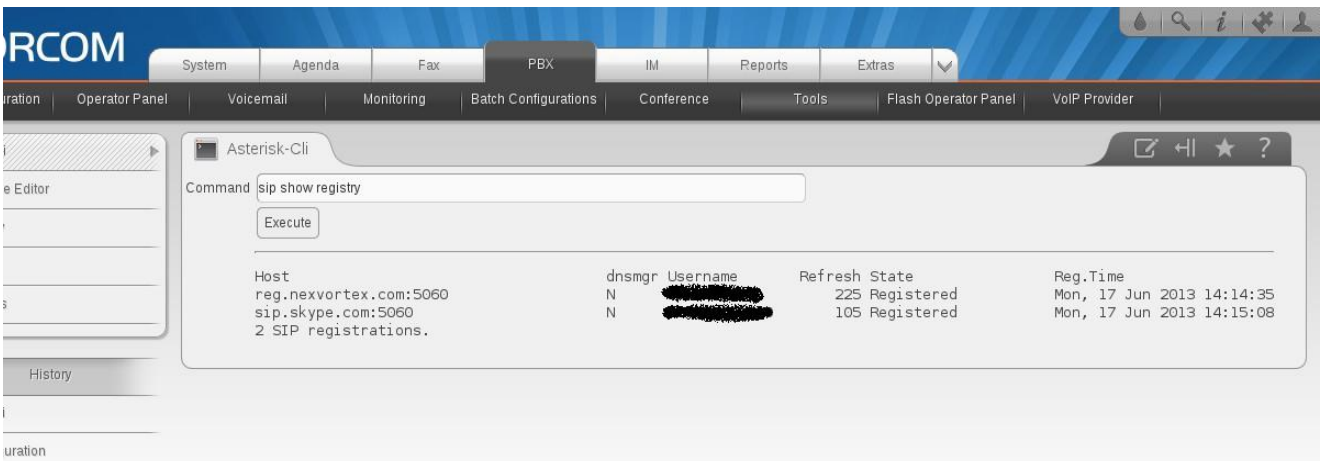 RCOM
System Agenda Fax PBX IM Reports Extras
uration Operator Panel Voicemail Monitoring Batch Configurations Conference Tools Flash Operator Panel VoIP Provider
i Asterisk-Cli ?
e Editor
Command sip show registry
Execute
s
Host dnsmgr Username Refresh State Reg.Time
reg.nexvortex.com:5060 N 225 Registered Mon, 17 Jun 2013 14:14:35
sip.skype.com:5060 N 105 Registered Mon, 17 Jun 2013 14:15:08
2 SIP registrations.
History
i
uration